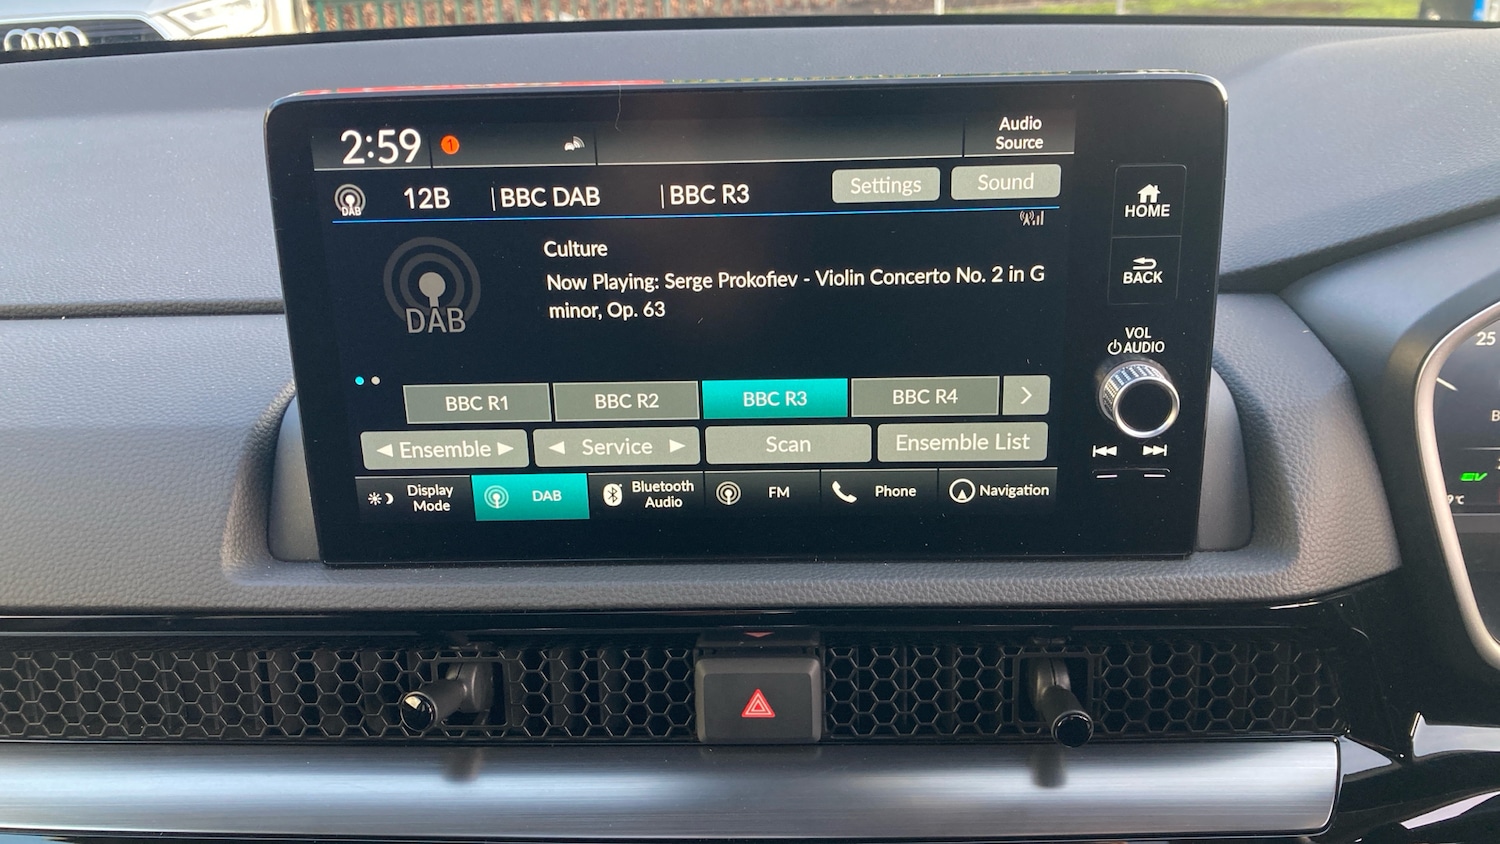 2:59
1
Audio
Source
DAB
12B
BBC DAB
BBC R3
Settings
Sound
HOME
BACK
DAB
Culture
Now Playing: Serge Prokofiev - Violin Concerto No. 2 in G
minor, Op. 63
VOL
AUDIO
BBC R1
BBC R2
BBC R3
BBC R4
Ensemble
Service
Scan
Ensemble List
Display
Mode
DAB
Bluetooth
Audio
FM
Phone
Navigation
25
EV